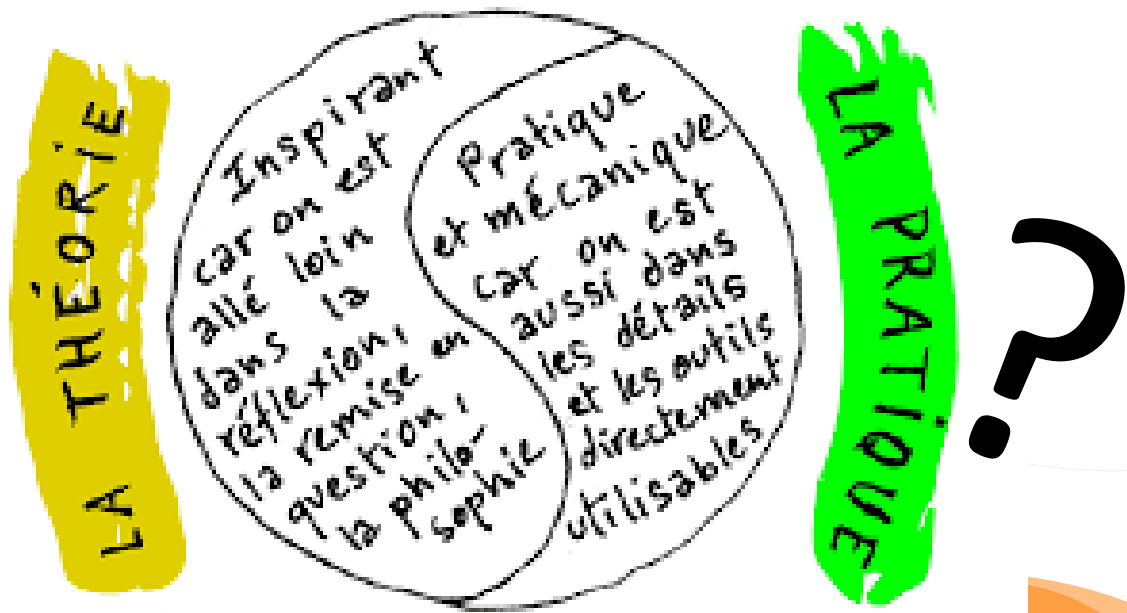 LA THÉORiE
Inspirant
car on est
allé loin
dans la
réflexion,
la remise en
question,
la philo-
sophie
Pratique
et mécanique
car on est
aussi dans
les détails
et les outils
directement
utilisables
LA PRATiQUE
?